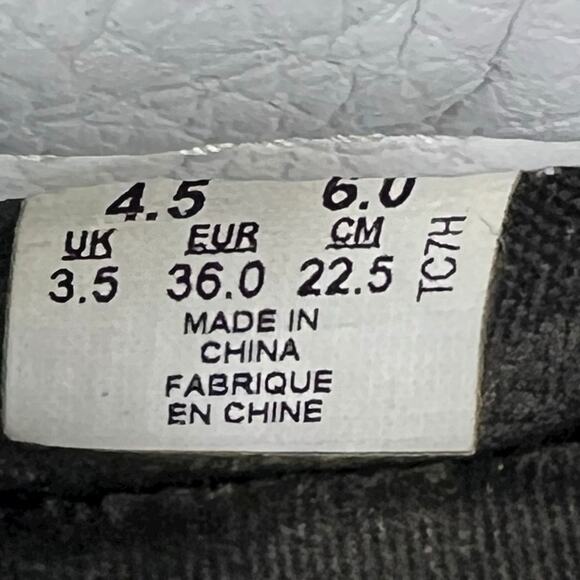 4.5 6.0
UK EUR CM
3.5 36.0 22.5
TC7H
MADE IN
CHINA
FABRIQUE
EN CHINE